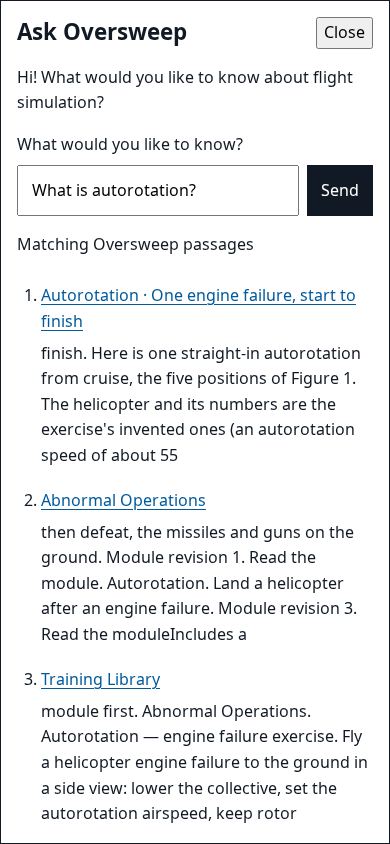 Ask Oversweep
Close
Hi! What would you like to know about flight
simulation?
What would you like to know?
What is autorotation?
Send
Matching Oversweep passages
1. Autorotation · One engine failure, start to
finish
finish. Here is one straight-in autorotation
from cruise, the five positions of Figure 1.
The helicopter and its numbers are the
exercise's invented ones (an autorotation
speed of about 55
2. Abnormal Operations
then defeat, the missiles and guns on the
ground. Module revision 1. Read the
module. Autorotation. Land a helicopter
after an engine failure. Module revision 3.
Read the moduleIncludes a
3. Training Library
module first. Abnormal Operations.
Autorotation — engine failure exercise. Fly
a helicopter engine failure to the ground in
a side view: lower the collective, set the
autorotation airspeed, keep rotor